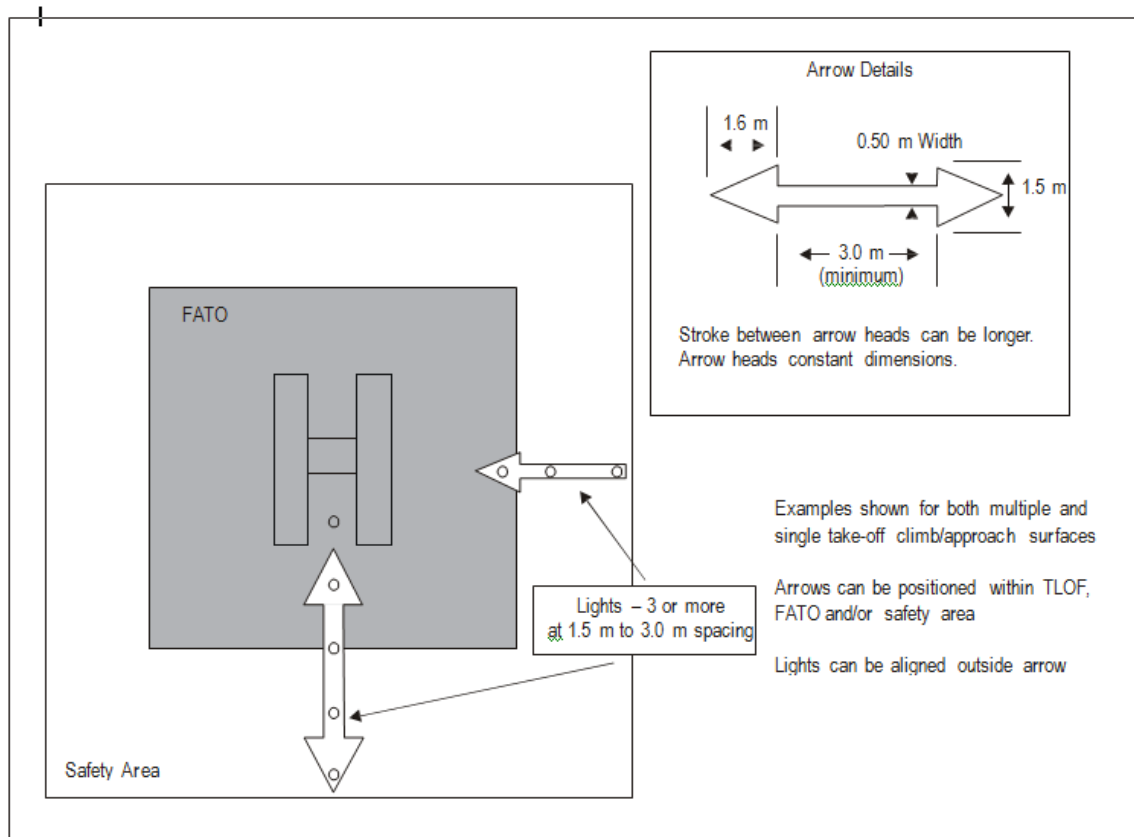 Arrow Details
1.6 m
0.50 m Width
1.5 m
3.0 m
(minimum)
Stroke between arrow heads can be longer.
Arrow heads constant dimensions.
FATO
H
Examples shown for both multiple and
single take-off climb/approach surfaces
Arrows can be positioned within TLOF,
FATO and/or safety area
Lights can be aligned outside arrow
Lights – 3 or more
at 1.5 m to 3.0 m spacing
Safety Area